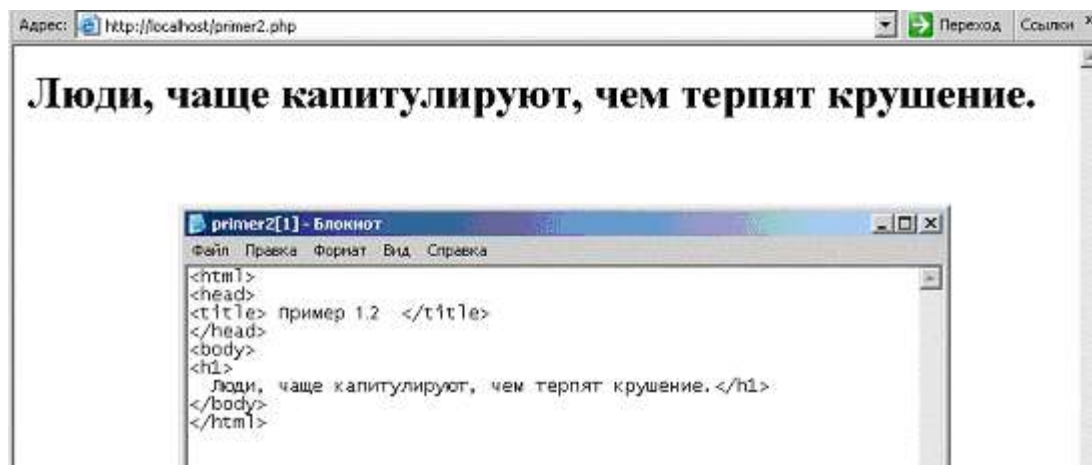 Адрес: http://localhost/primer2.php Переход Ссылки
Люди, чаще капитулируют, чем терпят крушение.
primer2[1] - Блокнот
Файл Правка Формат Вид Справка
<html>
<head>
<title> Пример 1.2 </title>
</head>
<body>
<h1>
Люди, чаще капитулируют, чем терпят крушение.</h1>
</body>
</html>